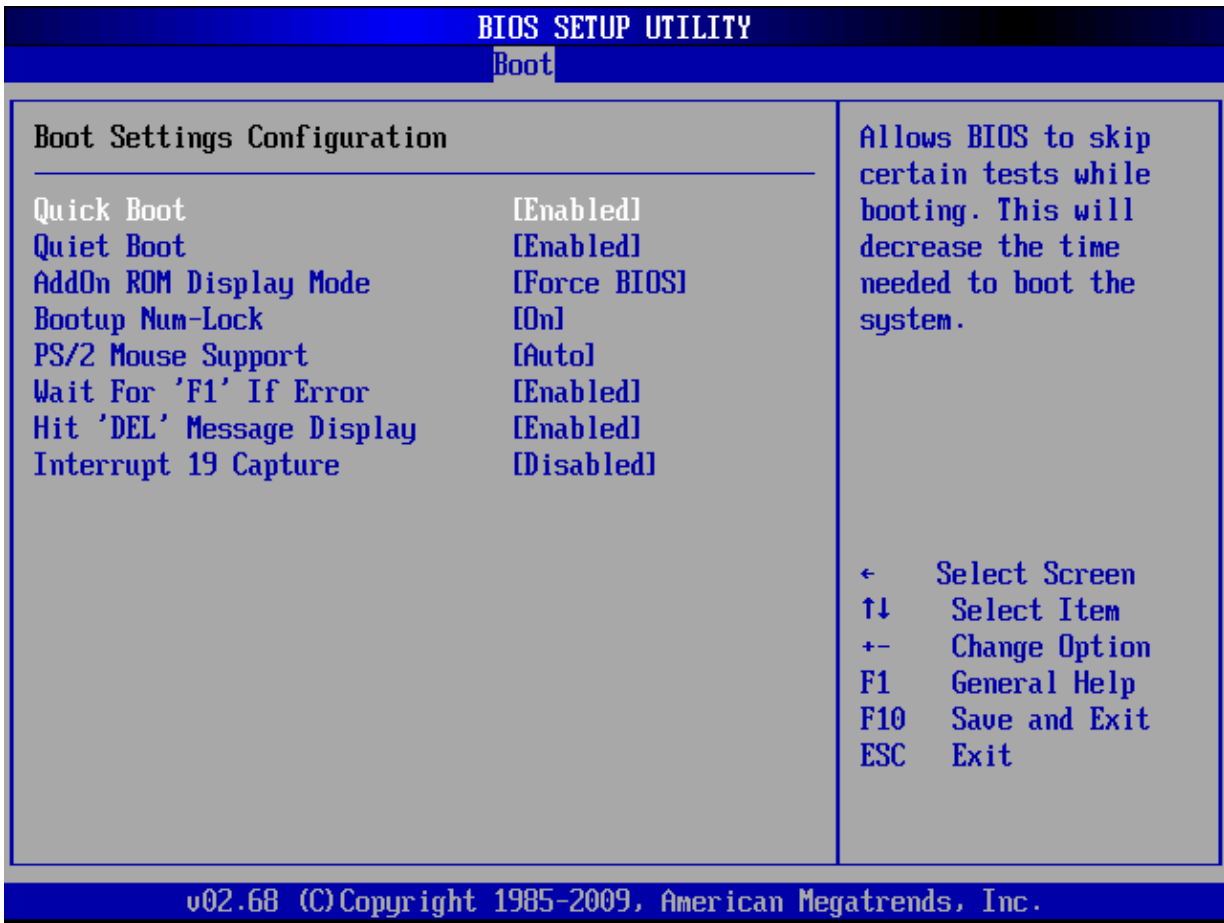 BIOS SETUP UTILITY
Boot
Boot Settings Configuration
Quick Boot [Enabled]
Quiet Boot [Enabled]
AddOn ROM Display Mode [Force BIOS]
Bootup Num-Lock [On]
PS/2 Mouse Support [Auto]
Wait For 'F1' If Error [Enabled]
Hit 'DEL' Message Display [Enabled]
Interrupt 19 Capture [Disabled]
Allows BIOS to skip
certain tests while
booting. This will
decrease the time
needed to boot the
system.
← Select Screen
↑↓ Select Item
+- Change Option
F1 General Help
F10 Save and Exit
ESC Exit
v02.68 (C)Copyright 1985-2009, American Megatrends, Inc.